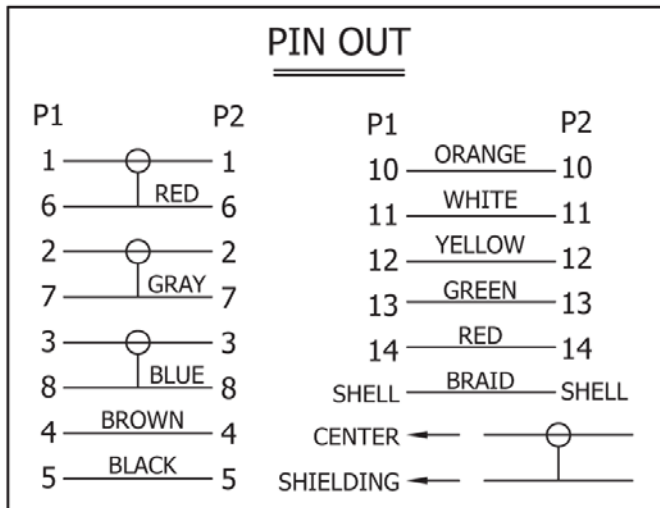 PIN OUT
P1 P2
1 1
6 RED 6
2 2
7 GRAY 7
3 3
8 BLUE 8
4 BROWN 4
5 BLACK 5
P1 P2
10 ORANGE 10
11 WHITE 11
12 YELLOW 12
13 GREEN 13
14 RED 14
SHELL BRAID SHELL
CENTER
SHIELDING